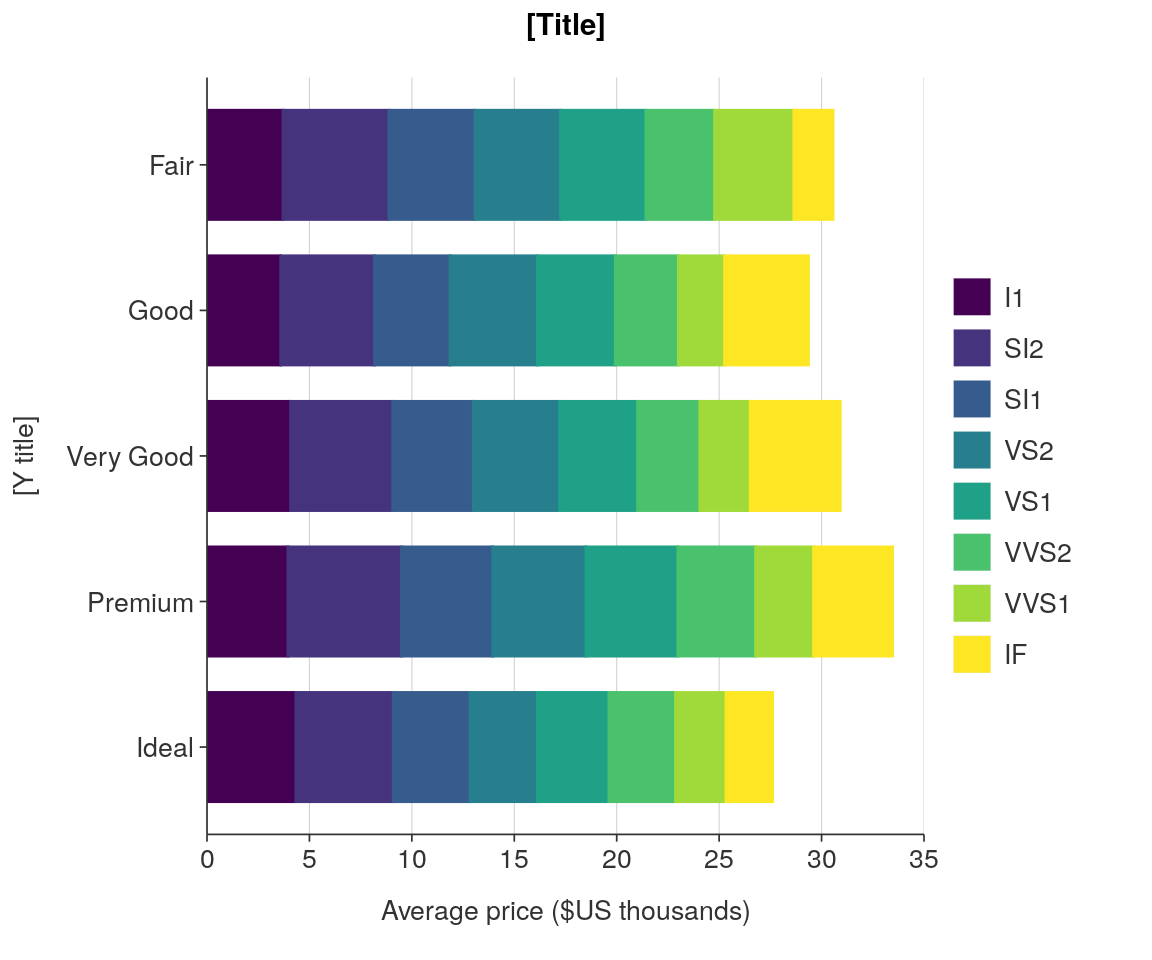 [Title]
Fair
Good
Very Good
Premium
Ideal
[Y title]
0 5 10 15 20 25 30 35
Average price ($US thousands)
I1
SI2
SI1
VS2
VS1
VVS2
VVS1
IF